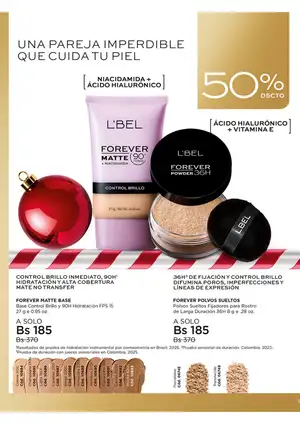 UNA PAREJA IMPERDIBLE
QUE CUIDA TU PIEL
50%
DSCTO
NIACIDAMIDA +
ÁCIDO HIALURÓNICO
[ÁCIDO HIALURÓNICO
+ VITAMINA E]
L'BEL
FOREVER
MATTE 90H
+ NIACINAMIDA
CONTROL BRILLO
L'BEL
FOREVER
POWDER 36H
L'BEL
CONTROL BRILLO INMEDIATO, 90H¹
HIDRATACIÓN Y ALTA COBERTURA
MATE NO TRANSFER
FOREVER MATTE BASE
Base Control Brillo y 90H Hidratación FPS 15
27 g e 0.95 oz.
A SOLO
Bs 185
Bs 370
36H² DE FIJACIÓN Y CONTROL BRILLO
DIFUMINA POROS, IMPERFECCIONES Y
LÍNEAS DE EXPRESIÓN
FOREVER POLVOS SUELTOS
Polvos Sueltos Fijadores para Rostro
de Larga Duración 36H 8 g e .28 oz.
A SOLO
Bs 185
Bs 370